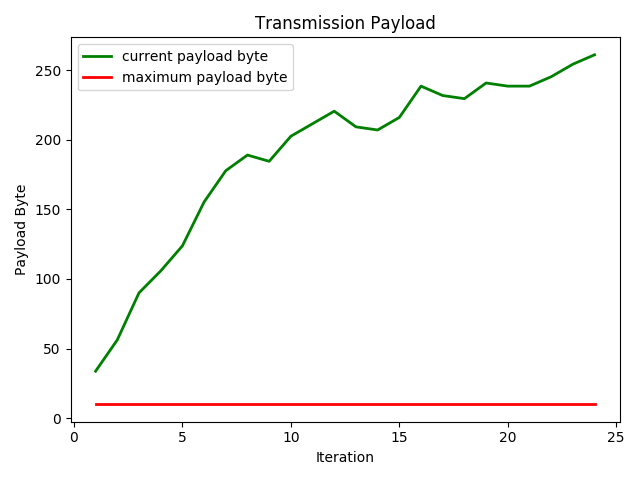 Transmission Payload
current payload byte
maximum payload byte
Payload Byte
250
200
150
100
50
0
0 5 10 15 20 25
Iteration